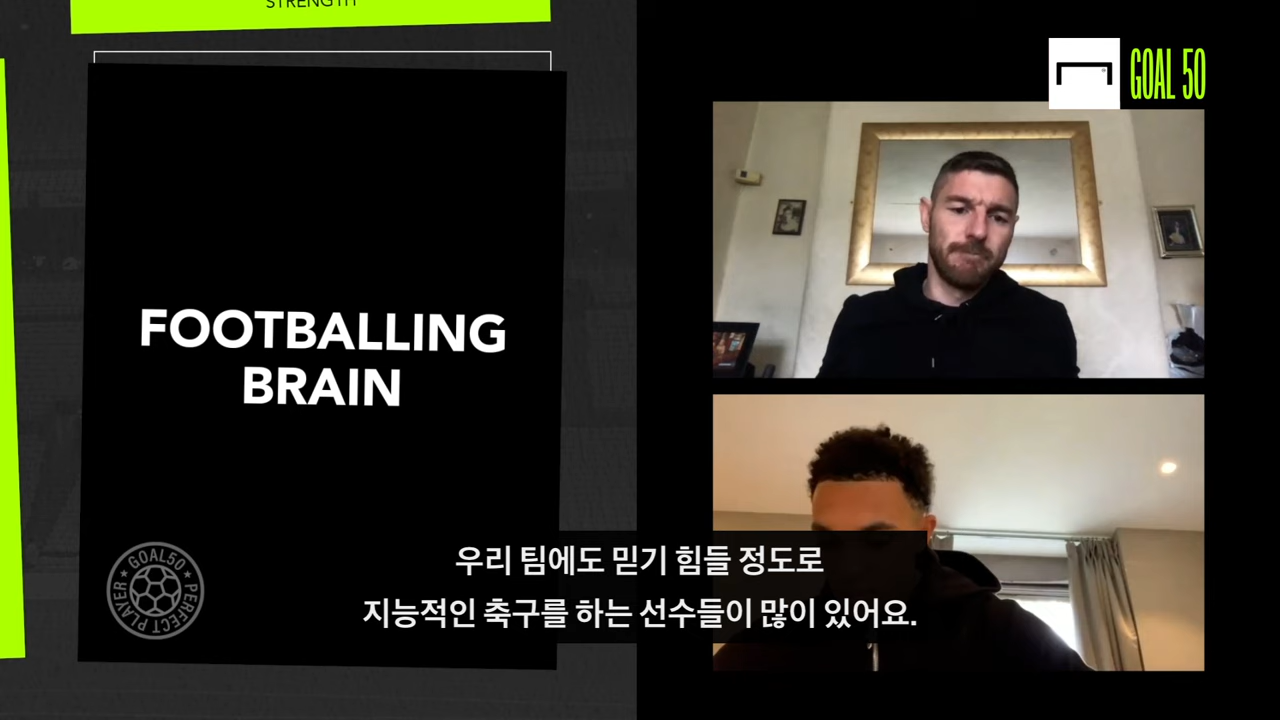 STRENGTH
GOAL 50
FOOTBALLING
BRAIN
GOAL50
PERFECT PLAYER
우리 팀에도 믿기 힘들 정도로
지능적인 축구를 하는 선수들이 많이 있어요.